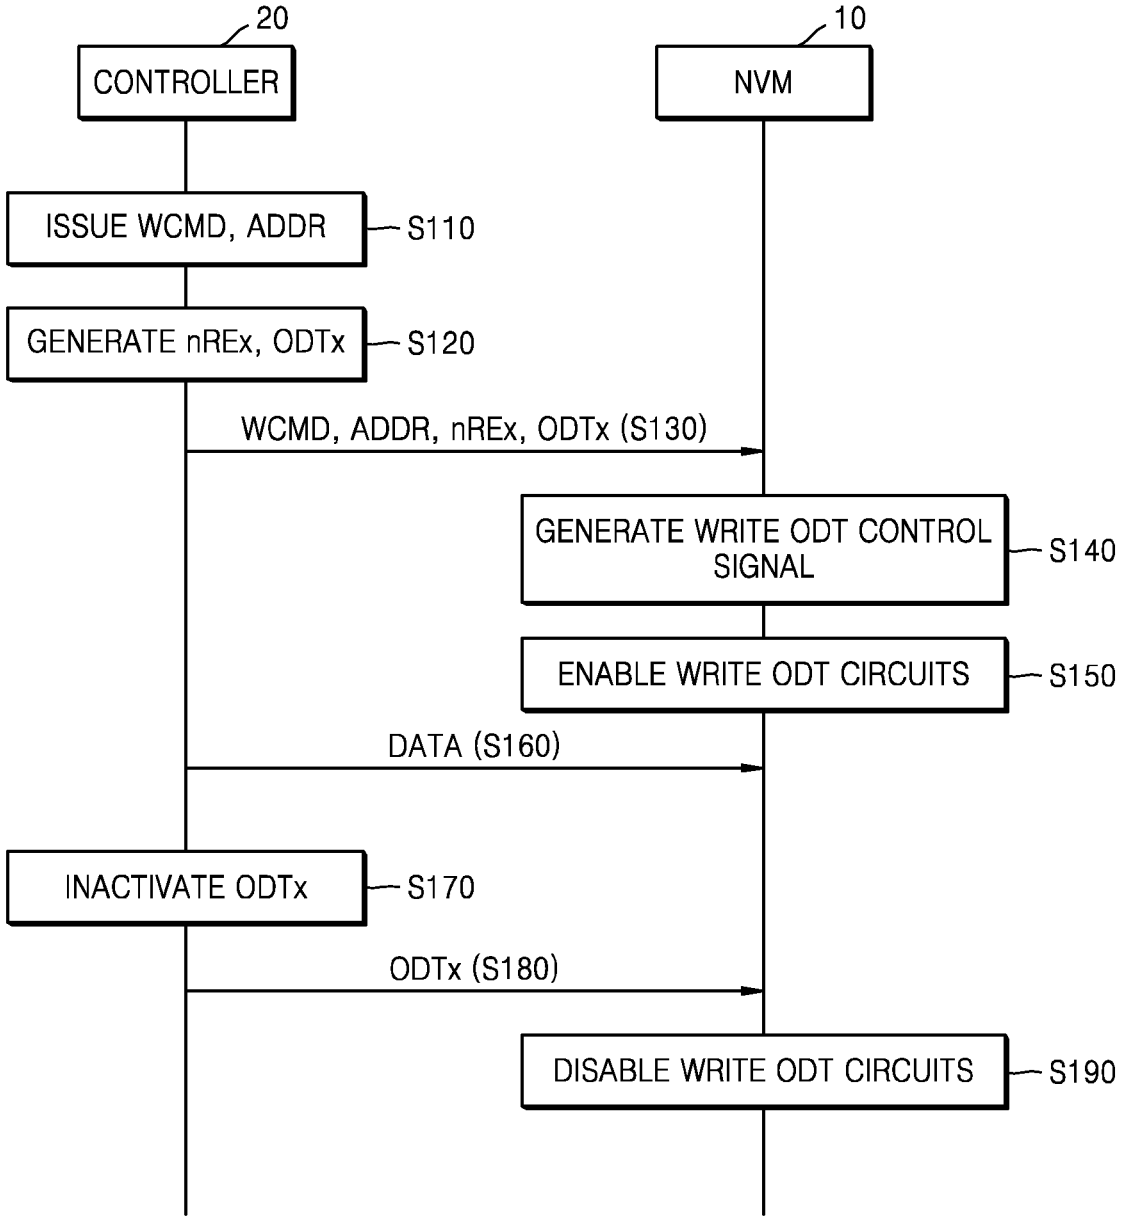 20
10
CONTROLLER
NVM
ISSUE WCMD, ADDR
S110
GENERATE nREx, ODTx
S120
WCMD, ADDR, nREx, ODTx (S130)
GENERATE WRITE ODT CONTROL
SIGNAL
S140
ENABLE WRITE ODT CIRCUITS
S150
DATA (S160)
INACTIVATE ODTx
S170
ODTx (S180)
DISABLE WRITE ODT CIRCUITS
S190